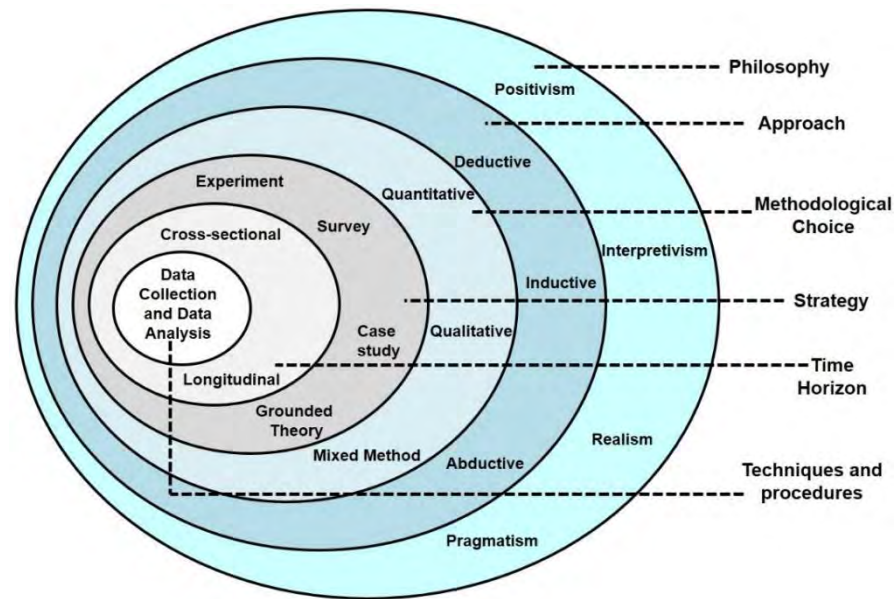 Philosophy
Positivism
Approach
Deductive
Experiment
Quantitative
Methodological
Choice
Survey
Cross-sectional
Interpretivism
Data
Collection
and Data
Analysis
Inductive
Strategy
Qualitative
Case
study
Time
Horizon
Longitudinal
Grounded
Theory
Realism
Mixed Method
Abductive
Techniques and
procedures
Pragmatism